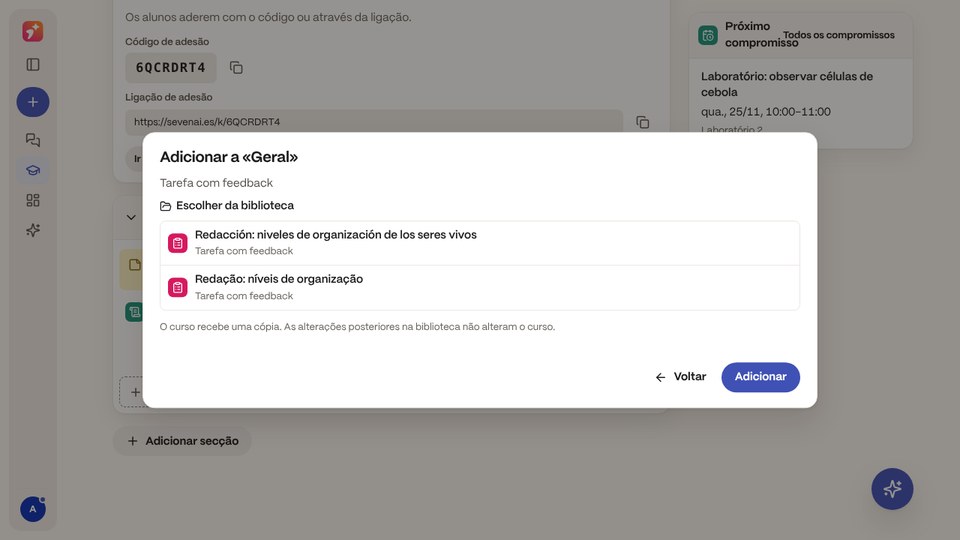 Os alunos aderem com o código ou através da ligação.
Código de adesão
6QCRDRT4
Ligação de adesão
https://sevenai.es/k/6QCRDRT4
Ir
Próximo compromisso
Todos os compromissos
Laboratório: observar células de cebola
qua., 25/11, 10:00–11:00
Laboratório 2
Adicionar a «Geral»
Tarefa com feedback
Escolher da biblioteca
Redacción: niveles de organización de los seres vivos
Tarefa com feedback
Redação: níveis de organização
Tarefa com feedback
O curso recebe uma cópia. As alterações posteriores na biblioteca não alteram o curso.
Voltar
Adicionar
Adicionar secção
A